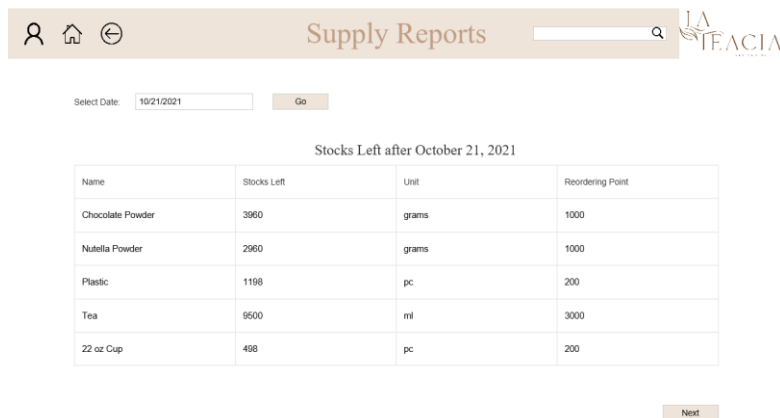 Supply Reports
LA
TEACIA
Select Date: 10/21/2021 Go
Stocks Left after October 21, 2021
Name Stocks Left Unit Reordering Point
Chocolate Powder 3960 grams 1000
Nutella Powder 2960 grams 1000
Plastic 1198 pc 200
Tea 9500 ml 3000
22 oz Cup 498 pc 200
Next